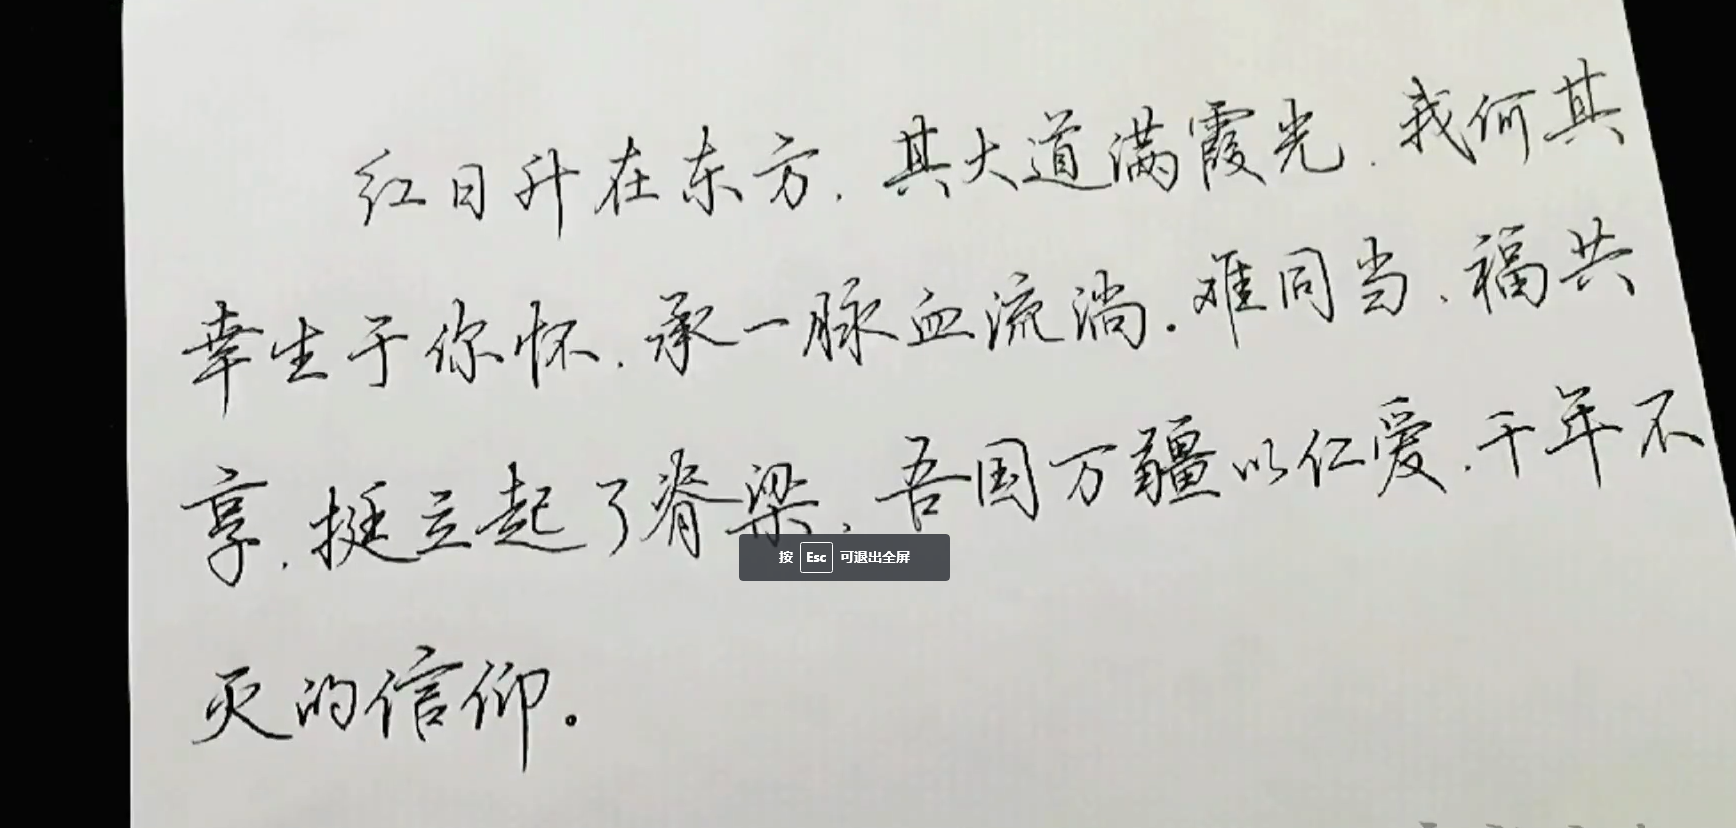 红日升在东方，其大道满霞光，我何其
幸生于你怀，承一脉血流淌。难同当，福共
享，挺立起了脊梁，吾国万疆以仁爱，千年不
灭的信仰。
按 Esc 可退出全屏